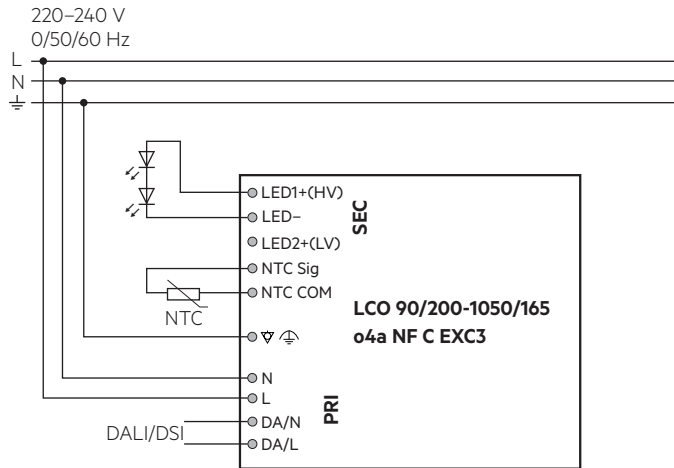 220–240 V
0/50/60 Hz
L
N
LED1+(HV)
LED–
LED2+(LV)
SEC
NTC Sig
NTC COM
NTC
LCO 90/200-1050/165
o4a NF C EXC3
N
L
PRI
DALI/DSI
DA/N
DA/L